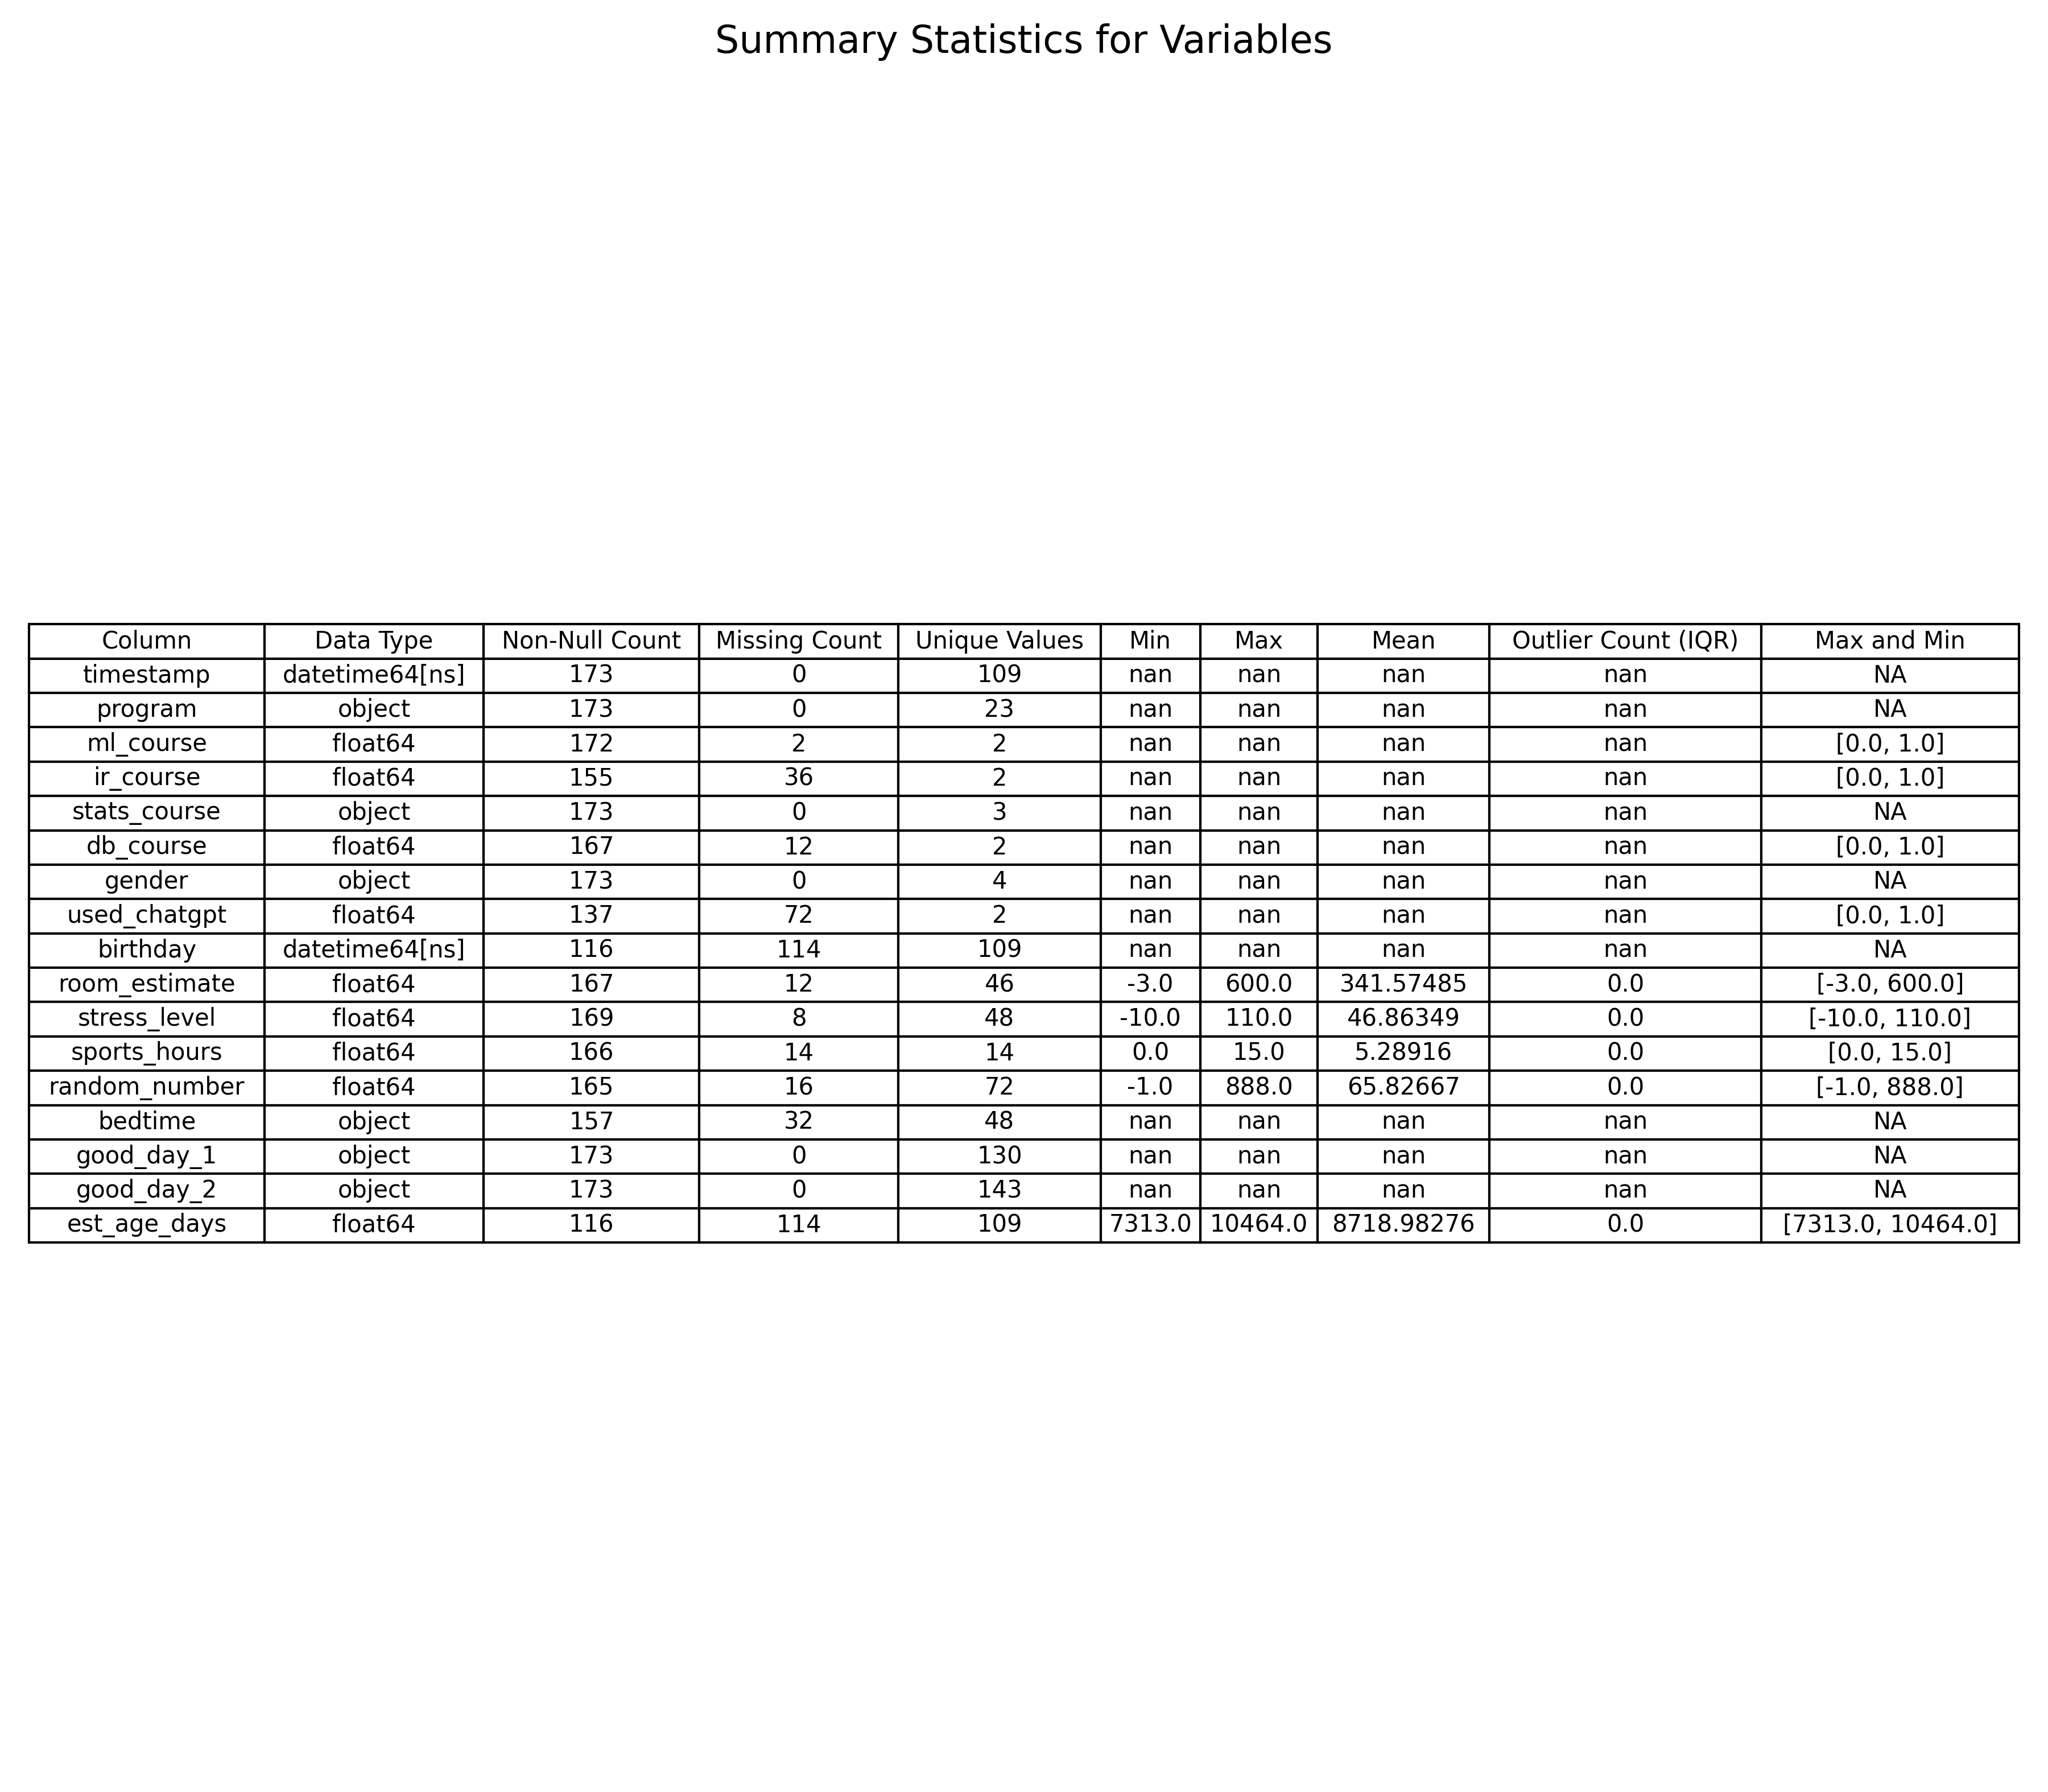 Summary Statistics for Variables
Column Data Type Non-Null Count Missing Count Unique Values Min Max Mean Outlier Count (IQR) Max and Min
timestamp datetime64[ns] 173 0 109 nan nan nan nan NA
program object 173 0 23 nan nan nan nan NA
ml_course float64 172 2 2 nan nan nan nan [0.0, 1.0]
ir_course float64 155 36 2 nan nan nan nan [0.0, 1.0]
stats_course object 173 0 3 nan nan nan nan NA
db_course float64 167 12 2 nan nan nan nan [0.0, 1.0]
gender object 173 0 4 nan nan nan nan NA
used_chatgpt float64 137 72 2 nan nan nan nan [0.0, 1.0]
birthday datetime64[ns] 116 114 109 nan nan nan nan NA
room_estimate float64 167 12 46 -3.0 600.0 341.57485 0.0 [-3.0, 600.0]
stress_level float64 169 8 48 -10.0 110.0 46.86349 0.0 [-10.0, 110.0]
sports_hours float64 166 14 14 0.0 15.0 5.28916 0.0 [0.0, 15.0]
random_number float64 165 16 72 -1.0 888.0 65.82667 0.0 [-1.0, 888.0]
bedtime object 157 32 48 nan nan nan nan NA
good_day_1 object 173 0 130 nan nan nan nan NA
good_day_2 object 173 0 143 nan nan nan nan NA
est_age_days float64 116 114 109 7313.0 10464.0 8718.98276 0.0 [7313.0, 10464.0]